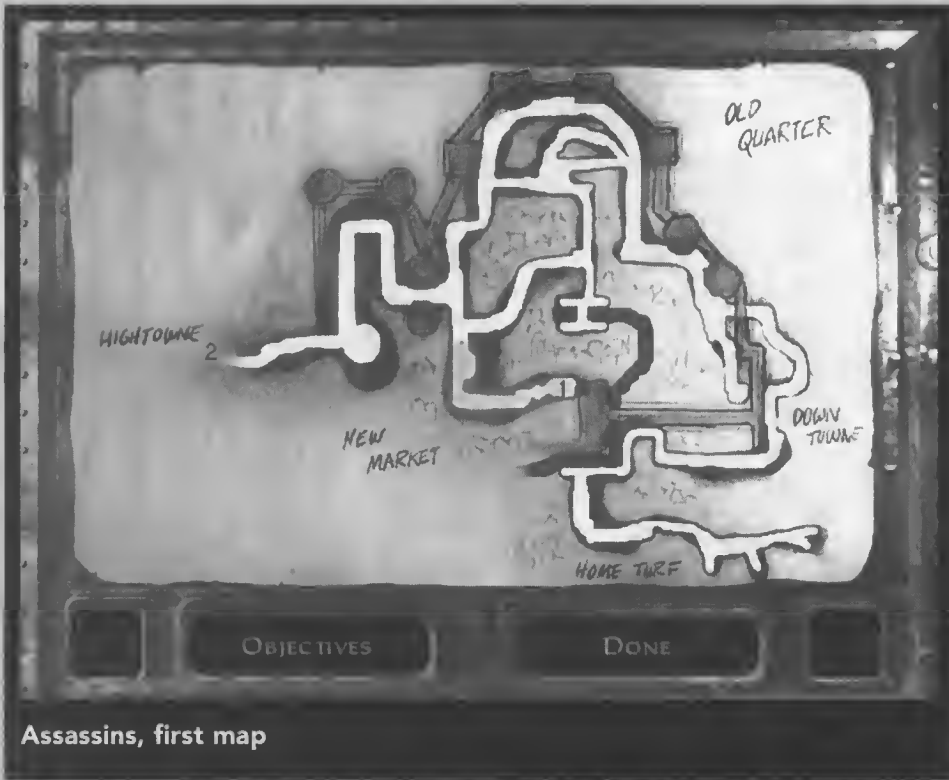 OLD
QUARTER
HIGHTOWNE
2
1
NEW
MARKET
DOWN
TOWNE
HOME TURF
OBJECTIVES
DONE
Assassins, first map